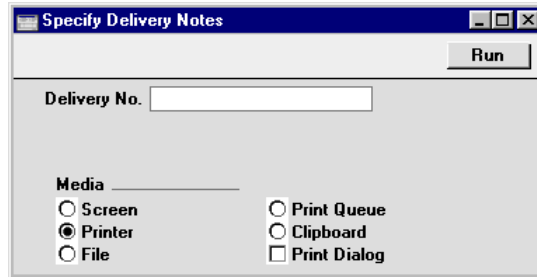 Specify Delivery Notes
Run
Delivery No.
Media
Screen
Print Queue
Printer
Clipboard
File
Print Dialog